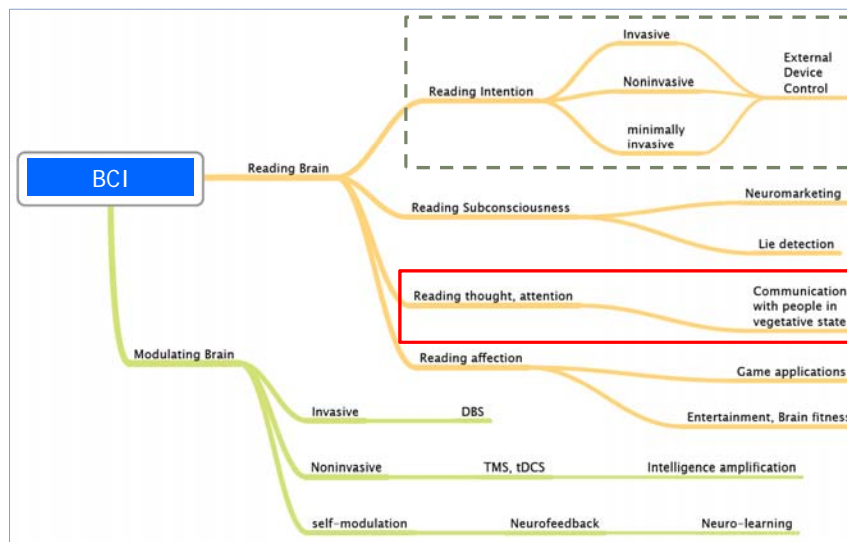 BCI
Reading Brain
Reading Intention
Invasive
Noninvasive
minimally
invasive
External
Device
Control
Reading Subconsciousness
Neuromarketing
Lie detection
Reading thought, attention
Communication
with people in
vegetative state
Reading affection
Game applications
Entertainment, Brain fitness
Modulating Brain
Invasive
DBS
Noninvasive
TMS, tDCS
Intelligence amplification
self-modulation
Neurofeedback
Neuro-learning